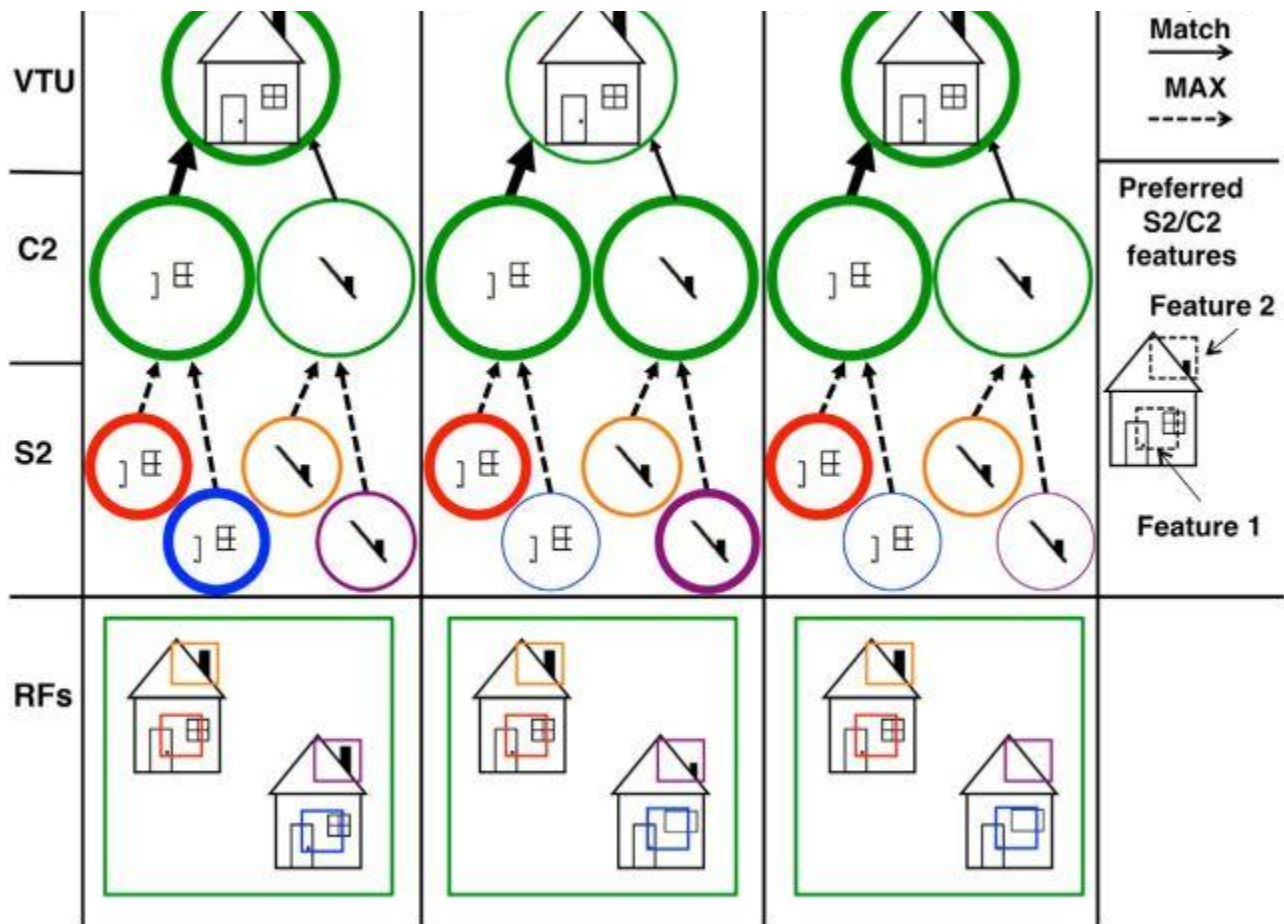 VTU
C2
S2
RFs
Match
MAX
Preferred
S2/C2
features
Feature 2
Feature 1